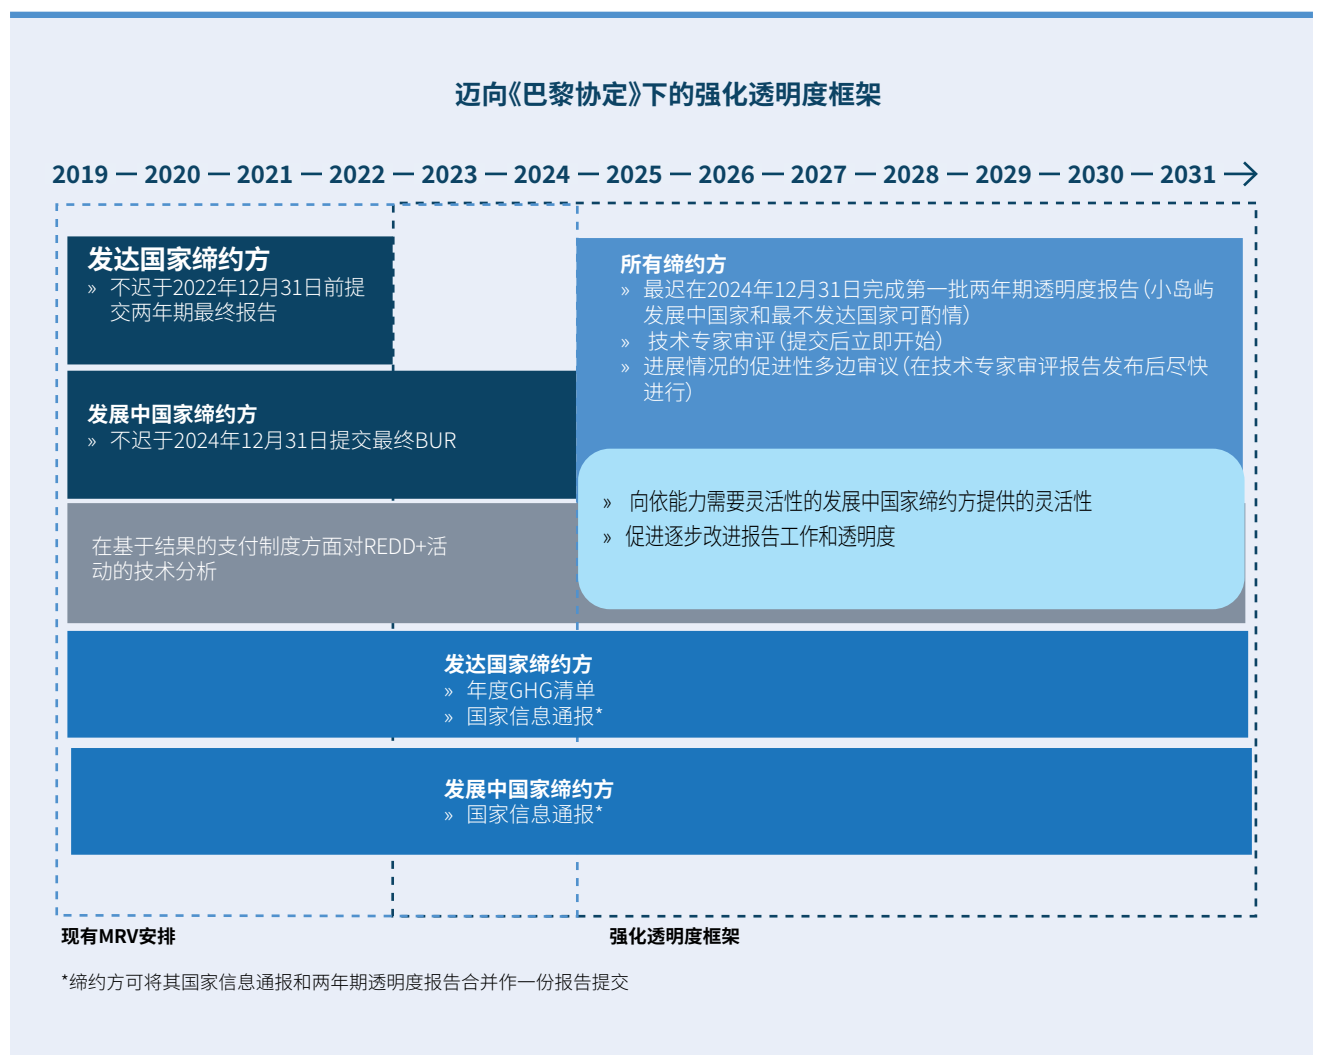 迈向《巴黎协定》下的强化透明度框架
2019 — 2020 — 2021 — 2022 — 2023 — 2024 — 2025 — 2026 — 2027 — 2028 — 2029 — 2030 — 2031
发达国家缔约方
» 不迟于2022年12月31日前提
交两年期最终报告
发展中国家缔约方
» 不迟于2024年12月31日提交最终BUR
所有缔约方
» 最迟在2024年12月31日完成第一批两年期透明度报告（小岛屿
发展中国家和最不发达国家可酌情）
» 技术专家审评（提交后立即开始）
» 进展情况的促进性多边审议（在技术专家审评报告发布后尽快
进行）
» 向依能力需要灵活性的发展中国家缔约方提供的灵活性
» 促进逐步改进报告工作和透明度
在基于结果的支付制度方面对REDD+活
动的技术分析
发达国家缔约方
» 年度GHG清单
» 国家信息通报*
发展中国家缔约方
» 国家信息通报*
现有MRV安排
强化透明度框架
*缔约方可将其国家信息通报和两年期透明度报告合并作一份报告提交